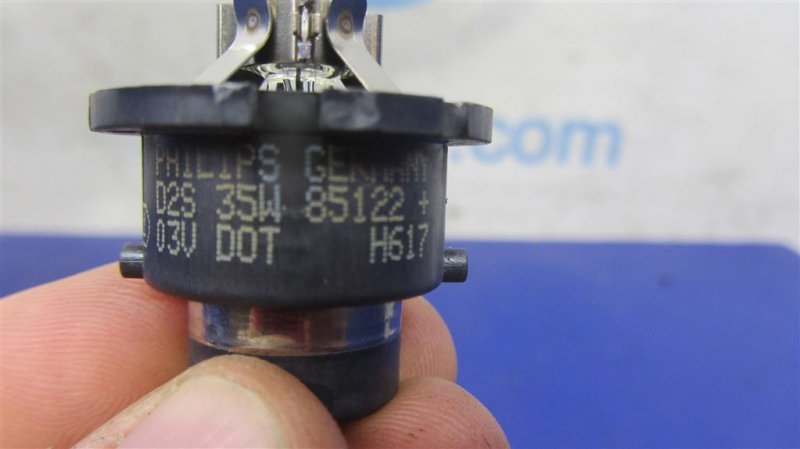 PHILIPS GERMANY
D2S 35W 85122 +
03V DOT H617
.com